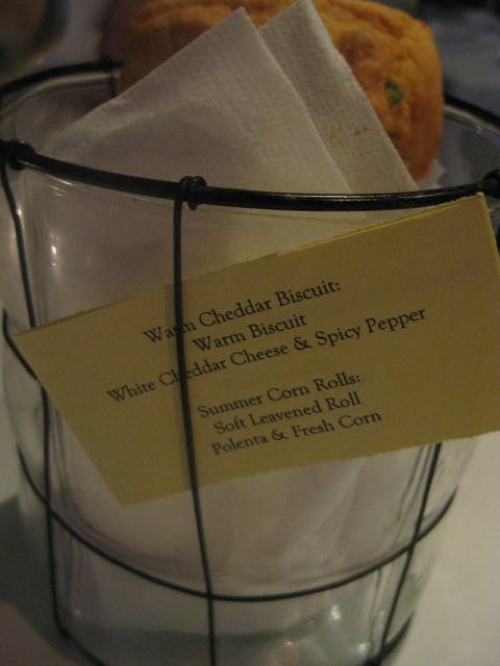 Warm Cheddar Biscuit:
Warm Biscuit
White Cheddar Cheese & Spicy Pepper
Summer Corn Rolls:
Soft Leavened Roll
Polenta & Fresh Corn